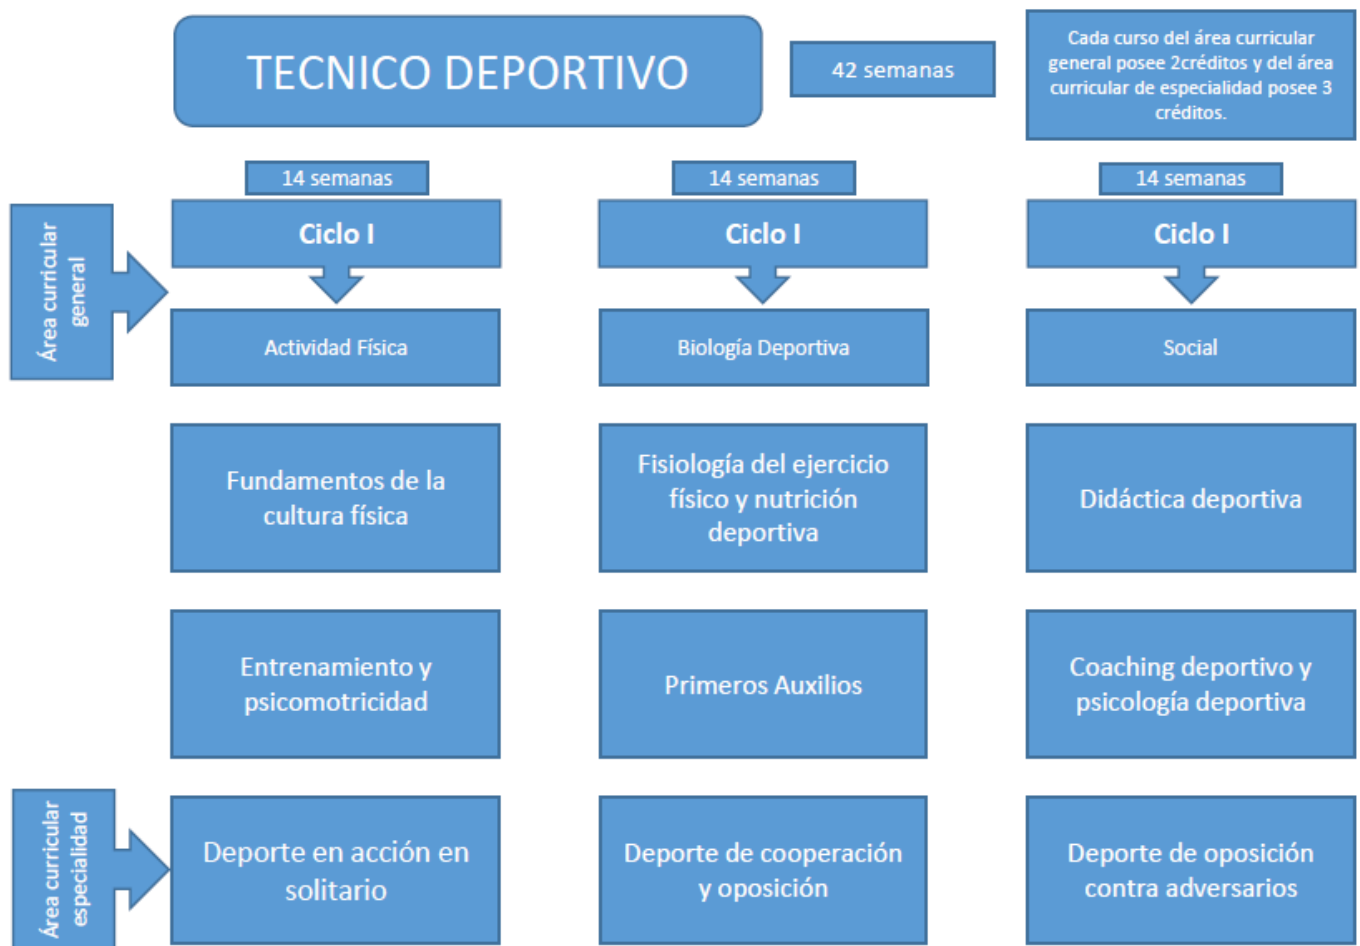 TECNICO DEPORTIVO
42 semanas
Cada curso del área curricular
general posee 2créditos y del área
curricular de especialidad posee 3
créditos.
14 semanas
14 semanas
14 semanas
Ciclo I
Ciclo I
Ciclo I
Área curricular
general
Actividad Física
Biología Deportiva
Social
Fundamentos de la
cultura física
Fisiología del ejercicio
físico y nutrición
deportiva
Didáctica deportiva
Entrenamiento y
psicomotricidad
Primeros Auxilios
Coaching deportivo y
psicología deportiva
Área curricular
especialidad
Deporte en acción en
solitario
Deporte de cooperación
y oposición
Deporte de oposición
contra adversarios